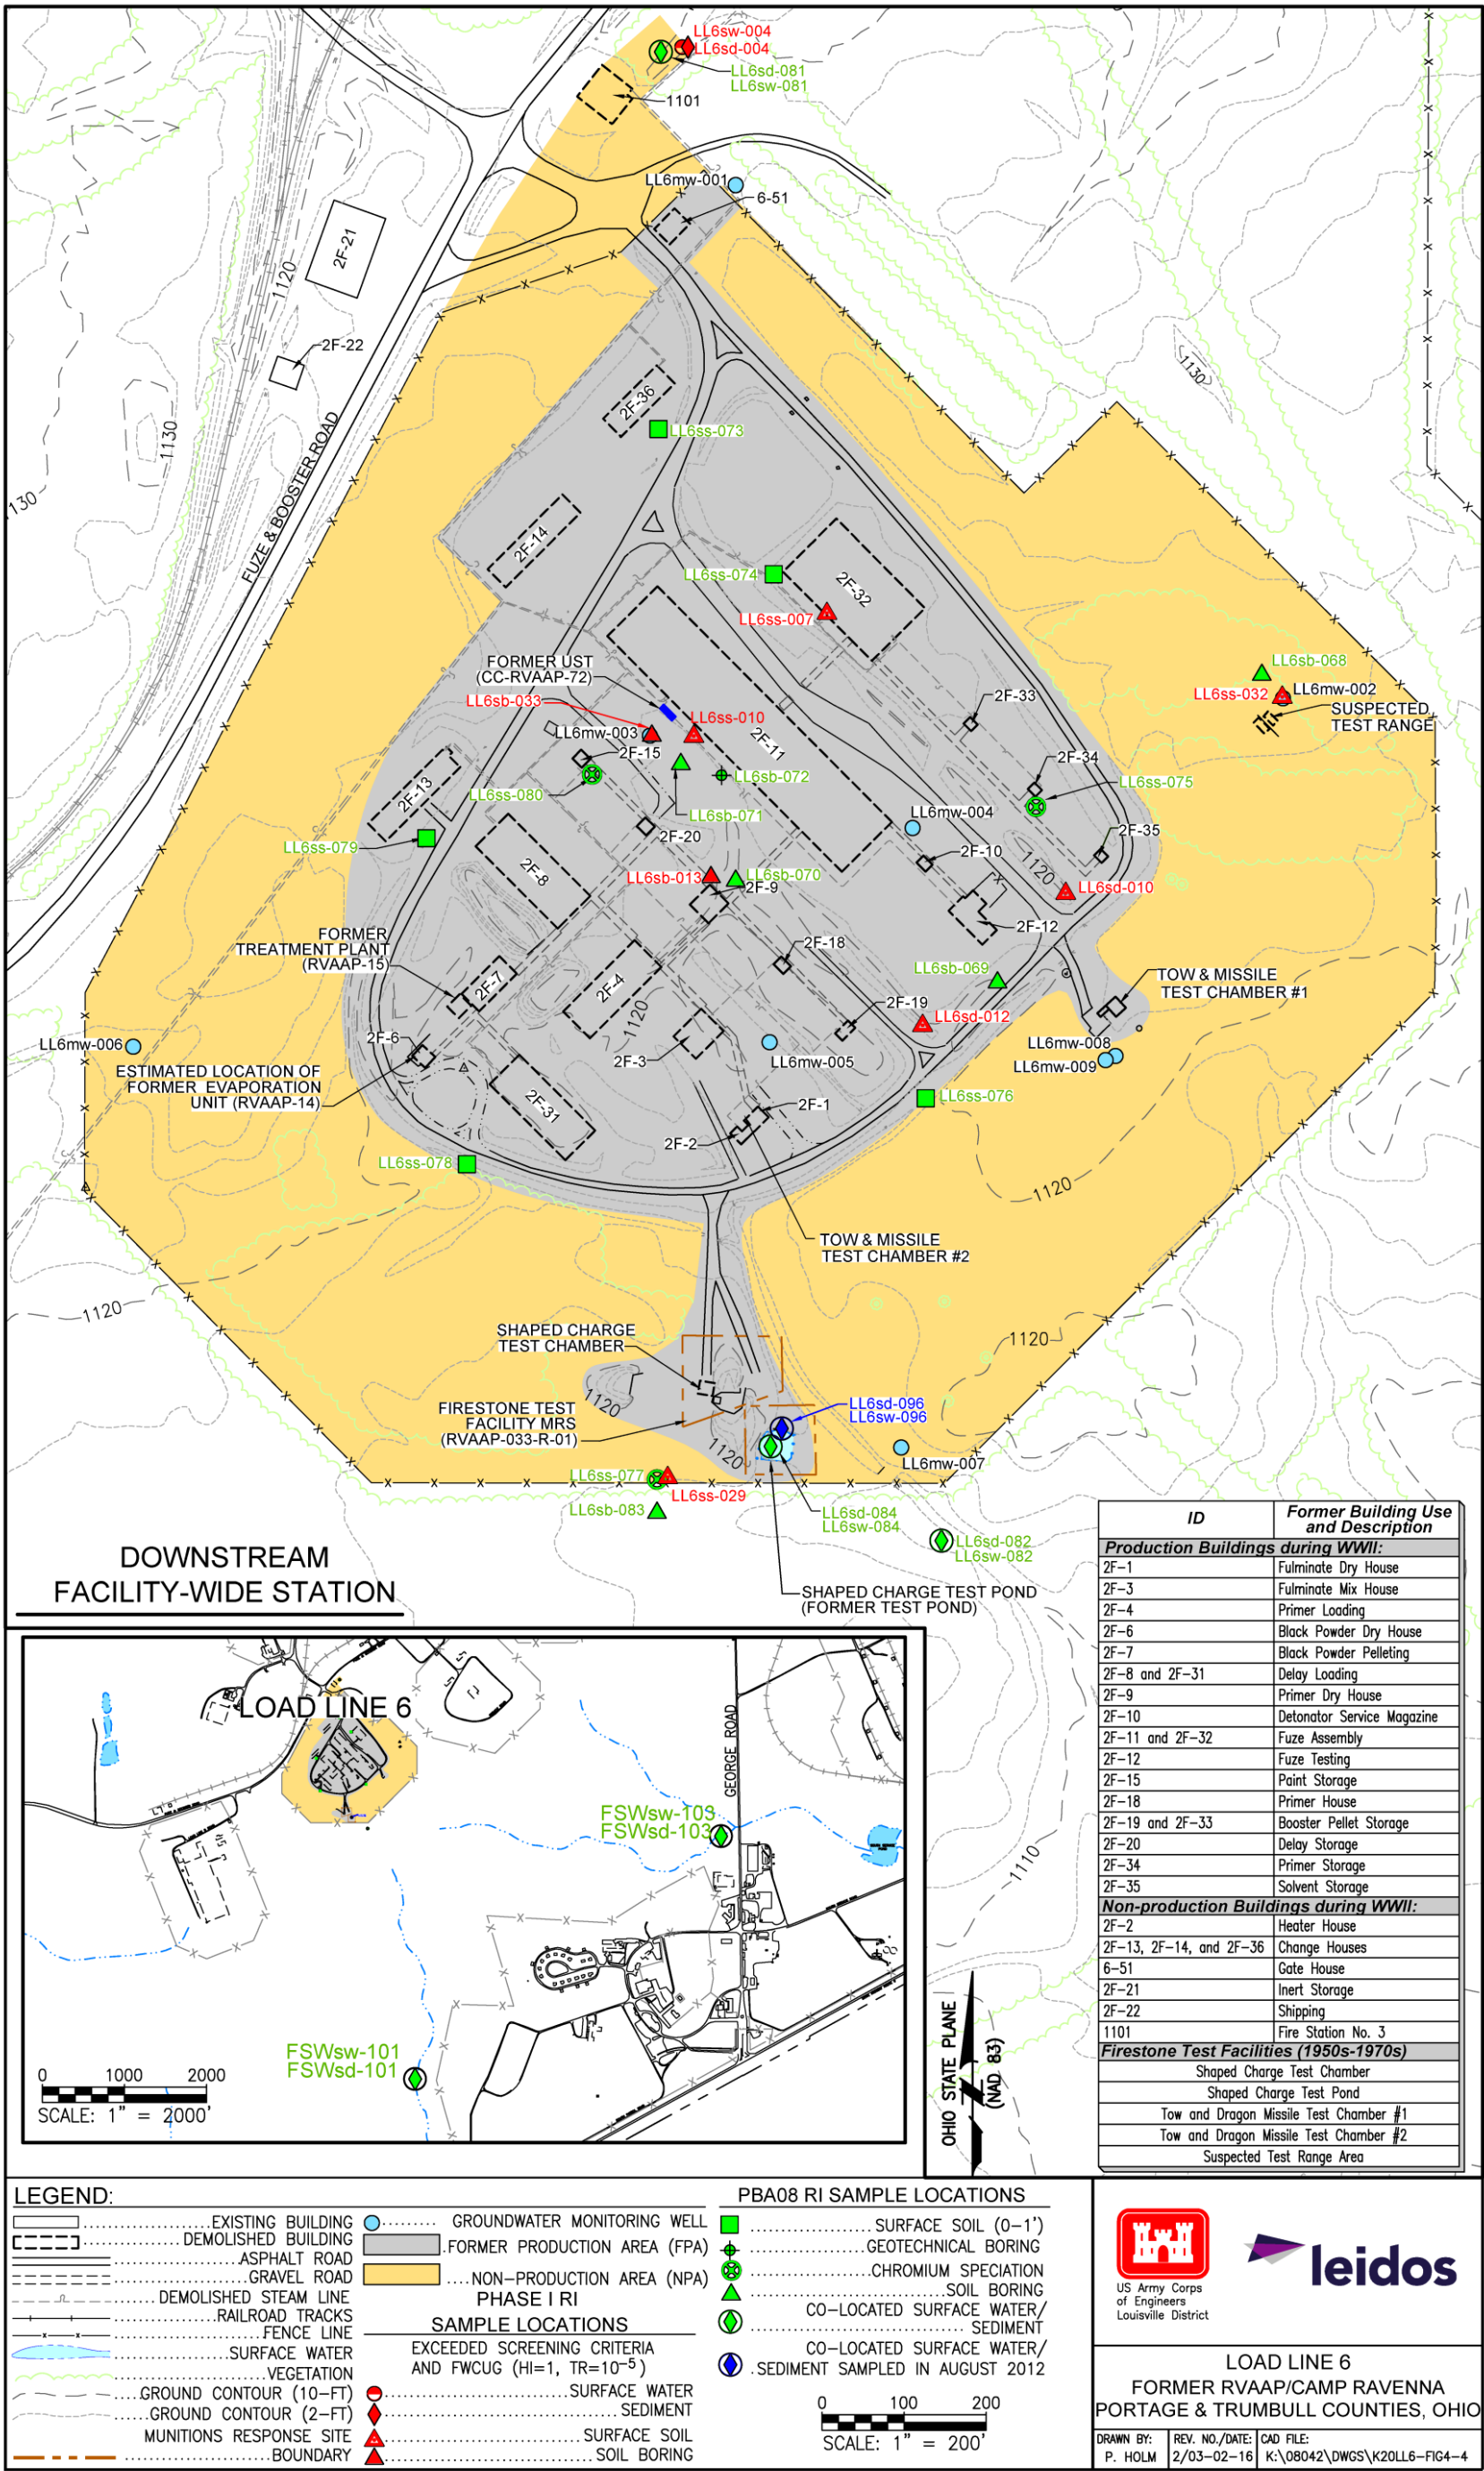 LL6sw-004
LL6sd-004
LL6sd-081
LL6sw-081
1101
LL6mw-001
6-51
2F-21
1120
2F-22
1130
1130
1130
FUZE & BOOSTER ROAD
2F-36
LL6ss-073
2F-14
LL6ss-074
2F-32
LL6ss-007
FORMER UST
(CC-RVAAP-72)
LL6sb-033
LL6ss-010
LL6mw-003
2F-11
2F-15
LL6sb-072
LL6ss-080
LL6sb-071
2F-13
2F-20
LL6ss-079
2F-8
2F-33
2F-34
LL6ss-075
LL6mw-004
2F-35
2F-10
1120
LL6sd-010
LL6sb-068
LL6ss-032
LL6mw-002
SUSPECTED
TEST RANGE
LL6sb-013
LL6sb-070
2F-9
2F-12
FORMER
TREATMENT PLANT
(RVAAP-15)
2F-7
2F-4
2F-18
LL6sb-069
TOW & MISSILE
TEST CHAMBER #1
2F-19
LL6sd-012
1120
2F-6
2F-3
LL6mw-005
LL6mw-008
LL6mw-009
LL6mw-006
ESTIMATED LOCATION OF
FORMER EVAPORATION
UNIT (RVAAP-14)
2F-31
2F-1
2F-2
LL6ss-076
LL6ss-078
1120
TOW & MISSILE
TEST CHAMBER #2
1120
1120
SHAPED CHARGE
TEST CHAMBER
1120
FIRESTONE TEST
FACILITY MRS
(RVAAP-033-R-01)
1120
LL6sd-096
LL6sw-096
LL6mw-007
LL6ss-077
LL6ss-029
LL6sb-083
LL6sd-084
LL6sw-084
LL6sd-082
LL6sw-082
SHAPED CHARGE TEST POND
(FORMER TEST POND)
1110
DOWNSTREAM
FACILITY-WIDE STATION
LOAD LINE 6
GEORGE ROAD
FSWsw-103
FSWsd-103
FSWsw-101
FSWsd-101
0 1000 2000
SCALE: 1" = 2000'
OHIO STATE PLANE
(NAD 83)
ID Former Building Use
and Description
Production Buildings during WWII:
2F-1 Fulminate Dry House
2F-3 Fulminate Mix House
2F-4 Primer Loading
2F-6 Black Powder Dry House
2F-7 Black Powder Pelleting
2F-8 and 2F-31 Delay Loading
2F-9 Primer Dry House
2F-10 Detonator Service Magazine
2F-11 and 2F-32 Fuze Assembly
2F-12 Fuze Testing
2F-15 Paint Storage
2F-18 Primer House
2F-19 and 2F-33 Booster Pellet Storage
2F-20 Delay Storage
2F-34 Primer Storage
2F-35 Solvent Storage
Non-production Buildings during WWII:
2F-2 Heater House
2F-13, 2F-14, and 2F-36 Change Houses
6-51 Gate House
2F-21 Inert Storage
2F-22 Shipping
1101 Fire Station No. 3
Firestone Test Facilities (1950s-1970s)
Shaped Charge Test Chamber
Shaped Charge Test Pond
Tow and Dragon Missile Test Chamber #1
Tow and Dragon Missile Test Chamber #2
Suspected Test Range Area
LEGEND:
EXISTING BUILDING
DEMOLISHED BUILDING
ASPHALT ROAD
GRAVEL ROAD
DEMOLISHED STEAM LINE
RAILROAD TRACKS
FENCE LINE
SURFACE WATER
VEGETATION
GROUND CONTOUR (10-FT)
GROUND CONTOUR (2-FT)
MUNITIONS RESPONSE SITE
BOUNDARY
GROUNDWATER MONITORING WELL
FORMER PRODUCTION AREA (FPA)
NON-PRODUCTION AREA (NPA)
PHASE I RI
SAMPLE LOCATIONS
EXCEEDED SCREENING CRITERIA
AND FWCUG (HI=1, TR=10⁻⁵)
SURFACE WATER
SEDIMENT
SURFACE SOIL
SOIL BORING
PBA08 RI SAMPLE LOCATIONS
SURFACE SOIL (0-1')
GEOTECHNICAL BORING
CHROMIUM SPECIATION
SOIL BORING
CO-LOCATED SURFACE WATER/
SEDIMENT
CO-LOCATED SURFACE WATER/
SEDIMENT SAMPLED IN AUGUST 2012
0 100 200
SCALE: 1" = 200'
US Army Corps
of Engineers
Louisville District
leidos
LOAD LINE 6
FORMER RVAAP/CAMP RAVENNA
PORTAGE & TRUMBULL COUNTIES, OHIO
DRAWN BY: REV. NO./DATE: CAD FILE:
P. HOLM 2/03-02-16 K:\08042\DWGS\K20LL6-FIG4-4